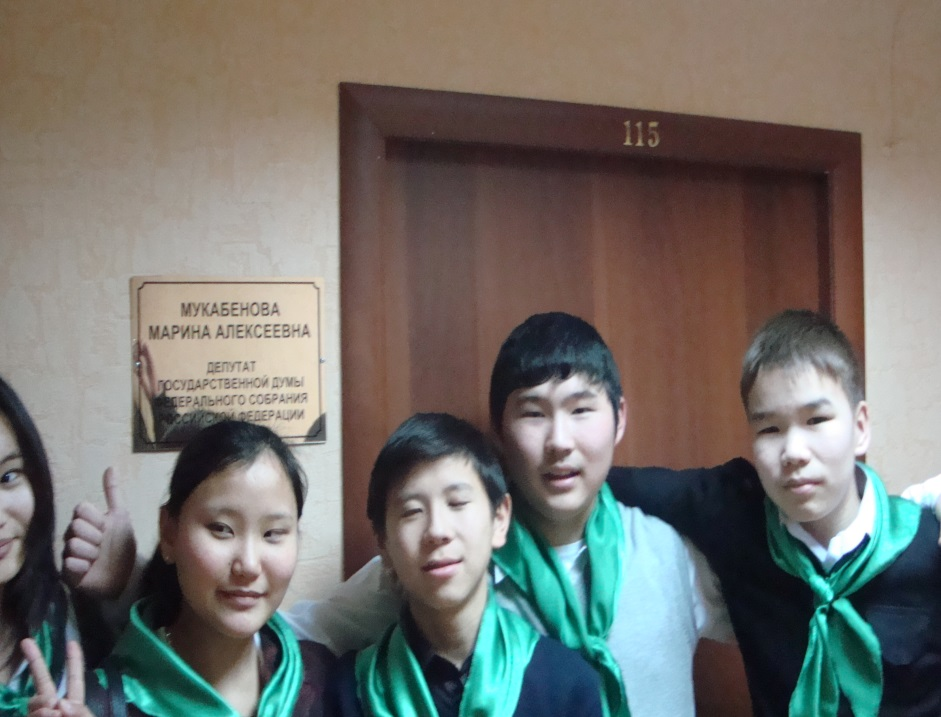 115
МУКАБЕНОВА
МАРИНА АЛЕКСЕЕВНА
ДЕПУТАТ
ГОСУДАРСТВЕННОЙ ДУМЫ
ФЕДЕРАЛЬНОГО СОБРАНИЯ
РОССИЙСКОЙ ФЕДЕРАЦИИ